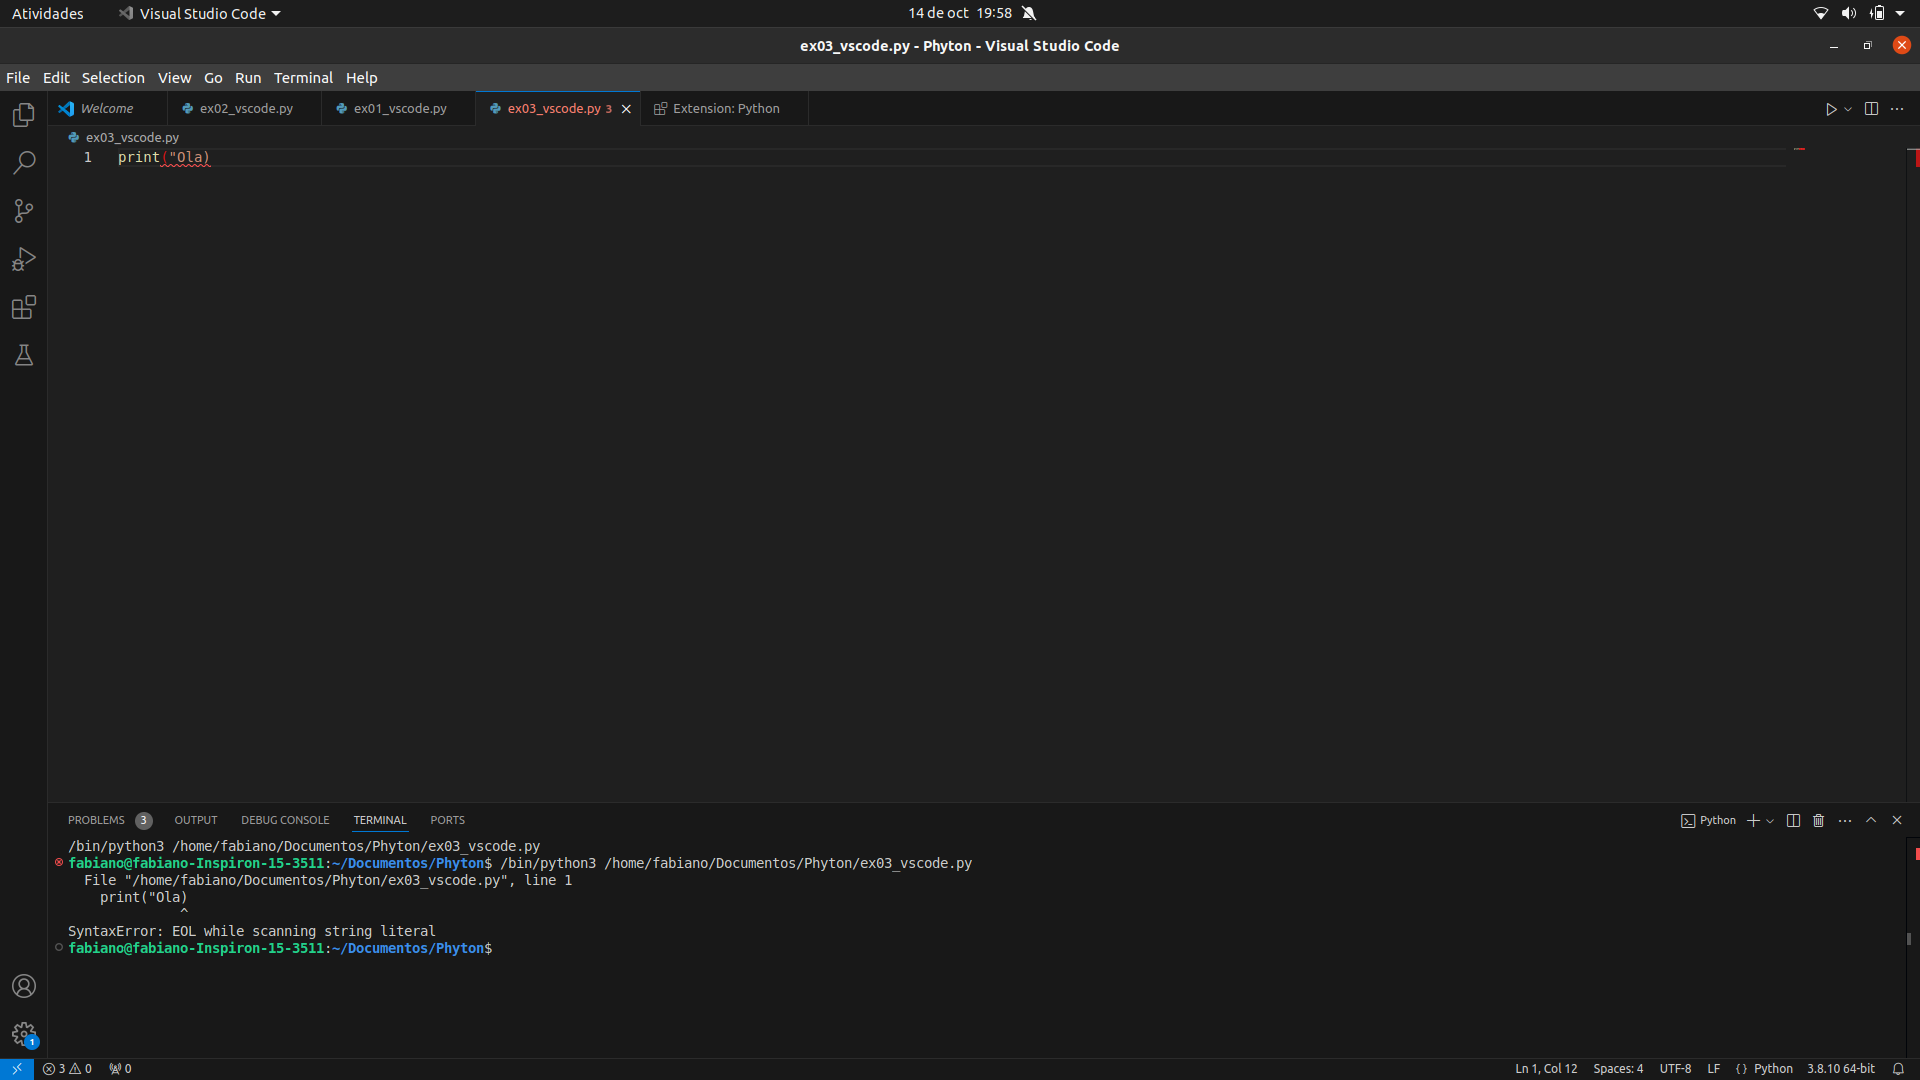 Atividades Visual Studio Code 14 de oct 19:58
ex03_vscode.py - Phyton - Visual Studio Code
File Edit Selection View Go Run Terminal Help
Welcome ex02_vscode.py ex01_vscode.py ex03_vscode.py 3 Extension: Python
ex03_vscode.py
1 print("Ola)
PROBLEMS 3 OUTPUT DEBUG CONSOLE TERMINAL PORTS Python
/bin/python3 /home/fabiano/Documentos/Phyton/ex03_vscode.py
fabiano@fabiano-Inspiron-15-3511:~/Documentos/Phyton$ /bin/python3 /home/fabiano/Documentos/Phyton/ex03_vscode.py
File "/home/fabiano/Documentos/Phyton/ex03_vscode.py", line 1
print("Ola)
^
SyntaxError: EOL while scanning string literal
fabiano@fabiano-Inspiron-15-3511:~/Documentos/Phyton$
1
3 0 0 Ln 1, Col 12 Spaces: 4 UTF-8 LF {} Python 3.8.10 64-bit